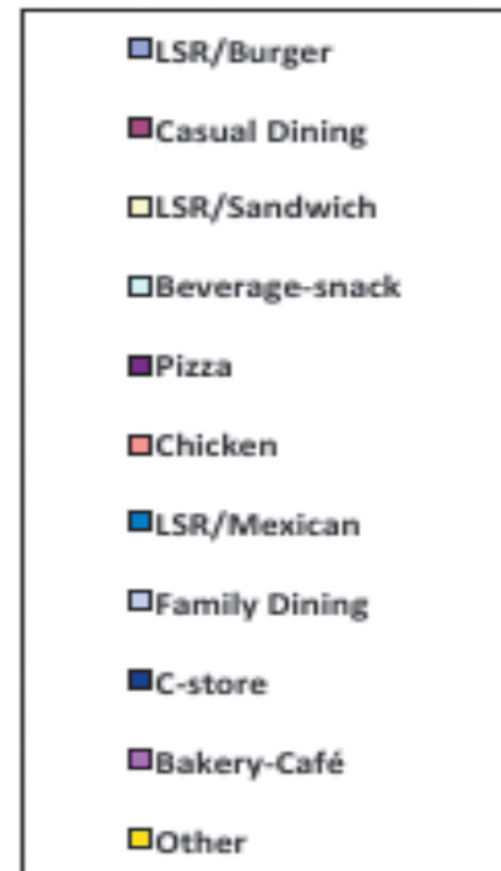 LSR/Burger
Casual Dining
LSR/Sandwich
Beverage-snack
Pizza
Chicken
LSR/Mexican
Family Dining
C-store
Bakery-Café
Other